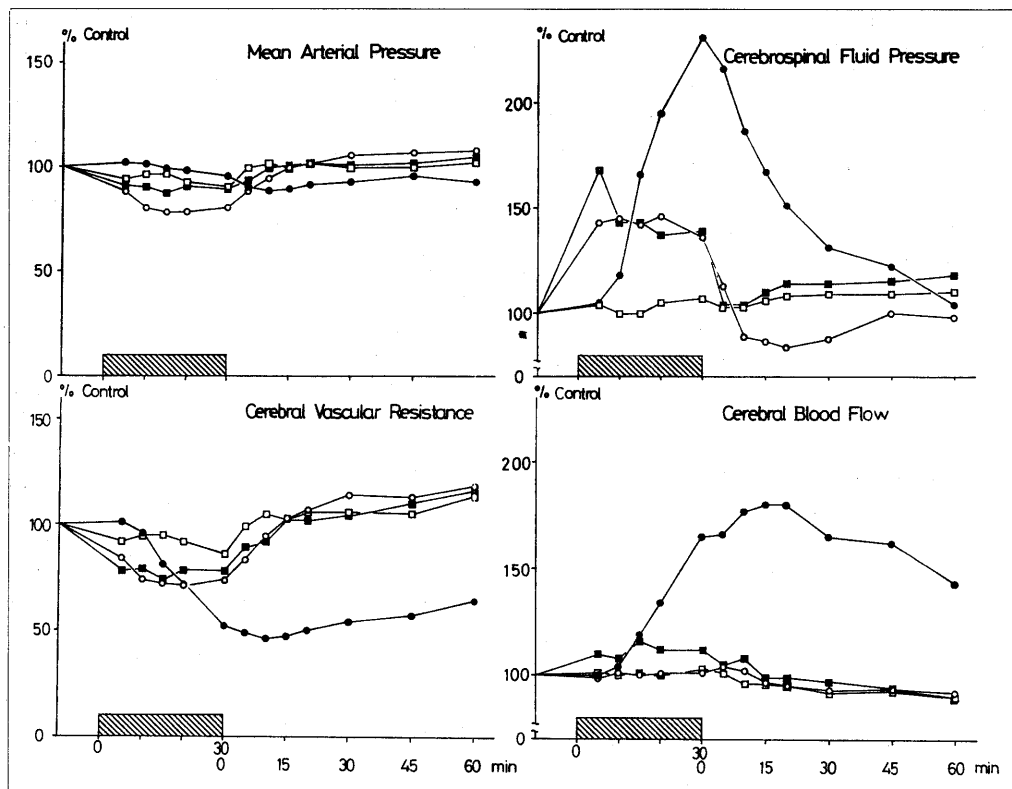 % Control
Mean Arterial Pressure
150
100
50
0
% Control
Cerebrospinal Fluid Pressure
200
150
100
0
% Control
Cerebral Vascular Resistance
150
100
50
0
0 30 0 15 30 45 60 min
% Control
Cerebral Blood Flow
200
150
100
0
0 30 0 15 30 45 60 min